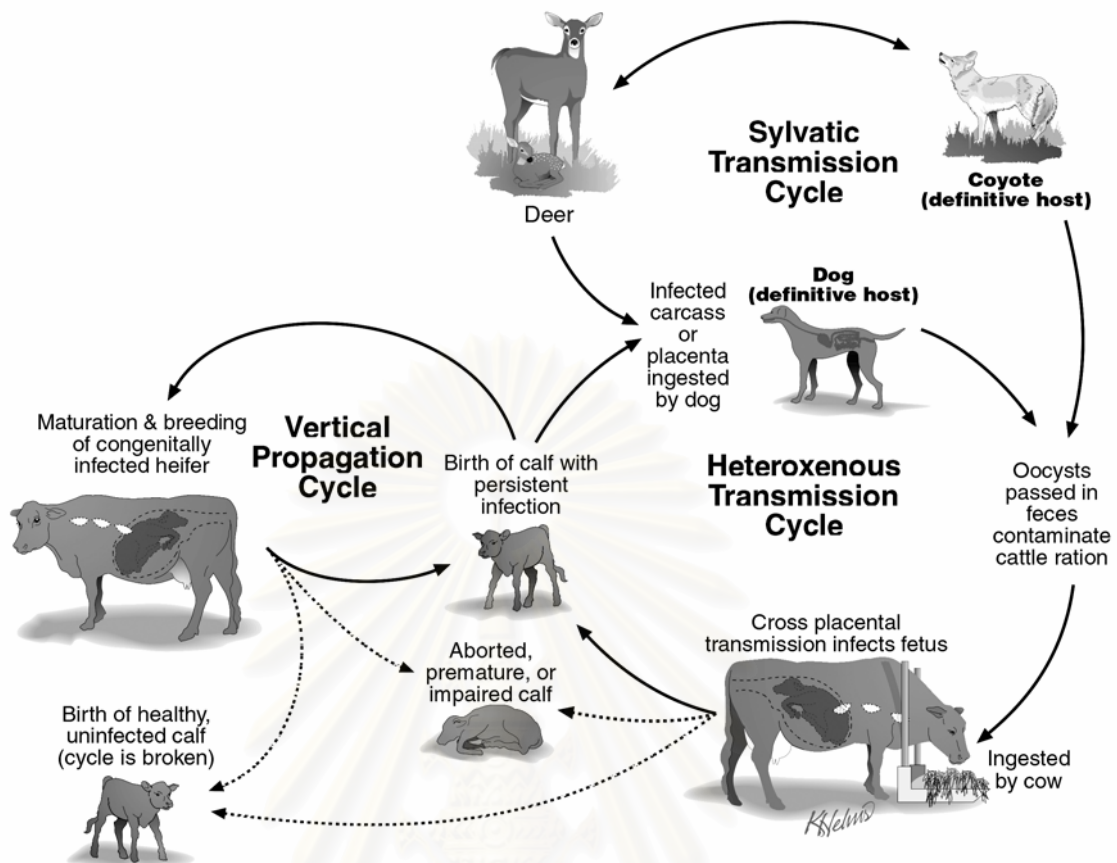 Sylvatic
Transmission
Cycle
Coyote
(definitive host)
Deer
Infected
carcass
or
placenta
ingested
by dog
Dog
(definitive host)
Maturation & breeding
of congenitally
infected heifer
Vertical
Propagation
Cycle
Birth of calf with
persistent
infection
Heteroxenous
Transmission
Cycle
Oocysts
passed in
feces
contaminate
cattle ration
Cross placental
transmission infects fetus
Aborted,
premature, or
impaired calf
Birth of healthy,
uninfected calf
(cycle is broken)
Ingested
by cow